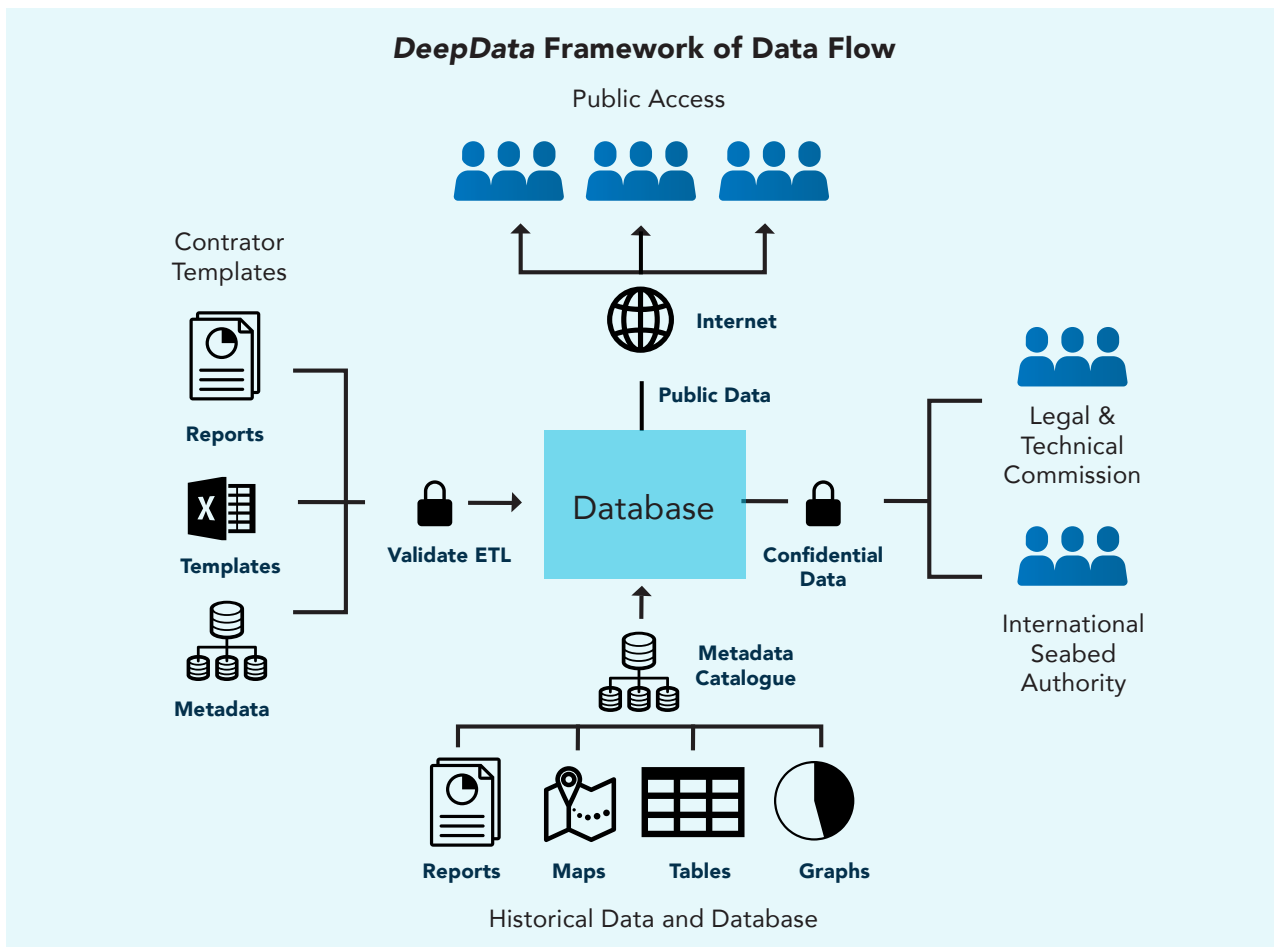 DeepData Framework of Data Flow
Public Access
Contrator
Templates
Internet
Public Data
Reports
Legal &
Technical
Commission
X
Database
Templates
Validate ETL
Confidential
Data
International
Seabed
Authority
Metadata
Catalogue
Metadata
Reports
Maps
Tables
Graphs
Historical Data and Database